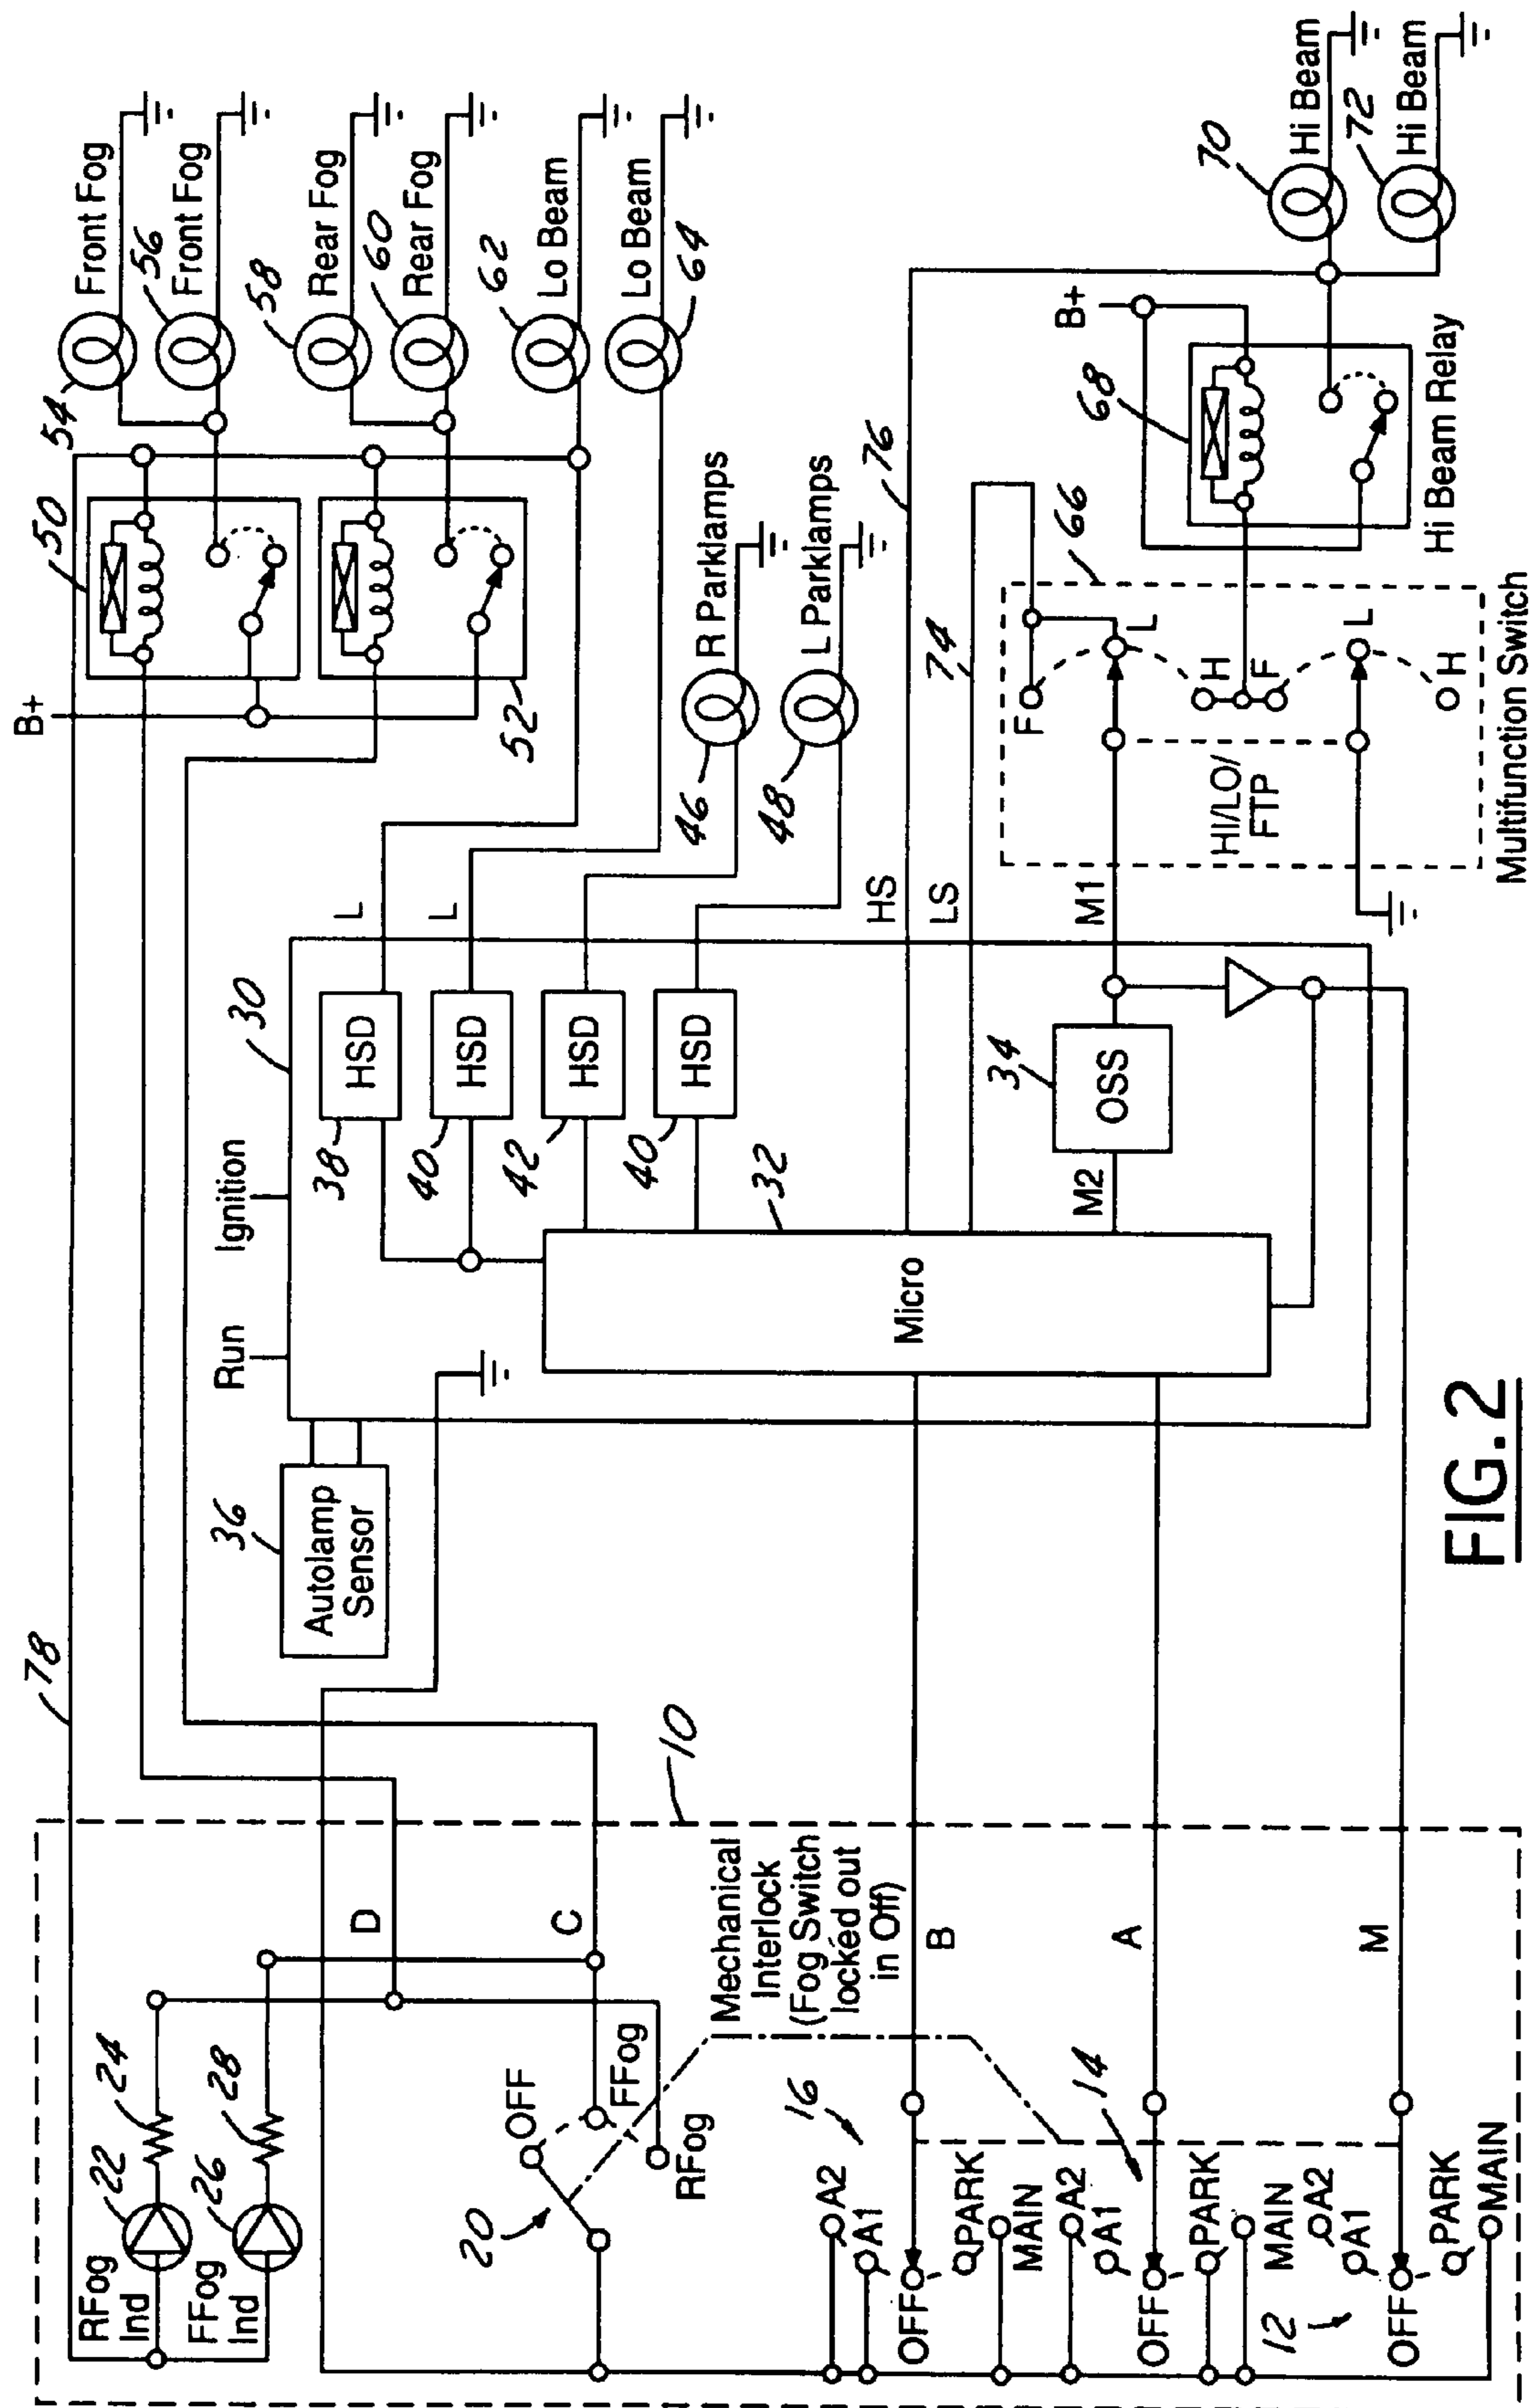 78
B+
50
54
Front Fog
56
Front Fog
58
Rear Fog
60
Rear Fog
62
Lo Beam
Lo Beam
64
52
RFog
Ind
22
24
FFog
Ind
26
28
D
C
10
OFF
FFog
RFog
20
Mechanical
Interlock
(Fog Switch
locked out
in Off)
36
Autolamp
Sensor
Run
Ignition
30
38
HSD
L
40
HSD
L
42
HSD
40
HSD
32
Micro
46
R Parklamps
48
L Parklamps
16
A2
A1
OFF
PARK
MAIN
B
HS
76
LS
74
14
A2
A1
OFF
PARK
MAIN
A
M2
34
OSS
M1
66
F
L
H
F
L
H
HI/LO/
FTP
Multifunction Switch
B+
68
Hi Beam Relay
70
Hi Beam
72
Hi Beam
12
A2
A1
OFF
PARK
MAIN
M
FIG. 2